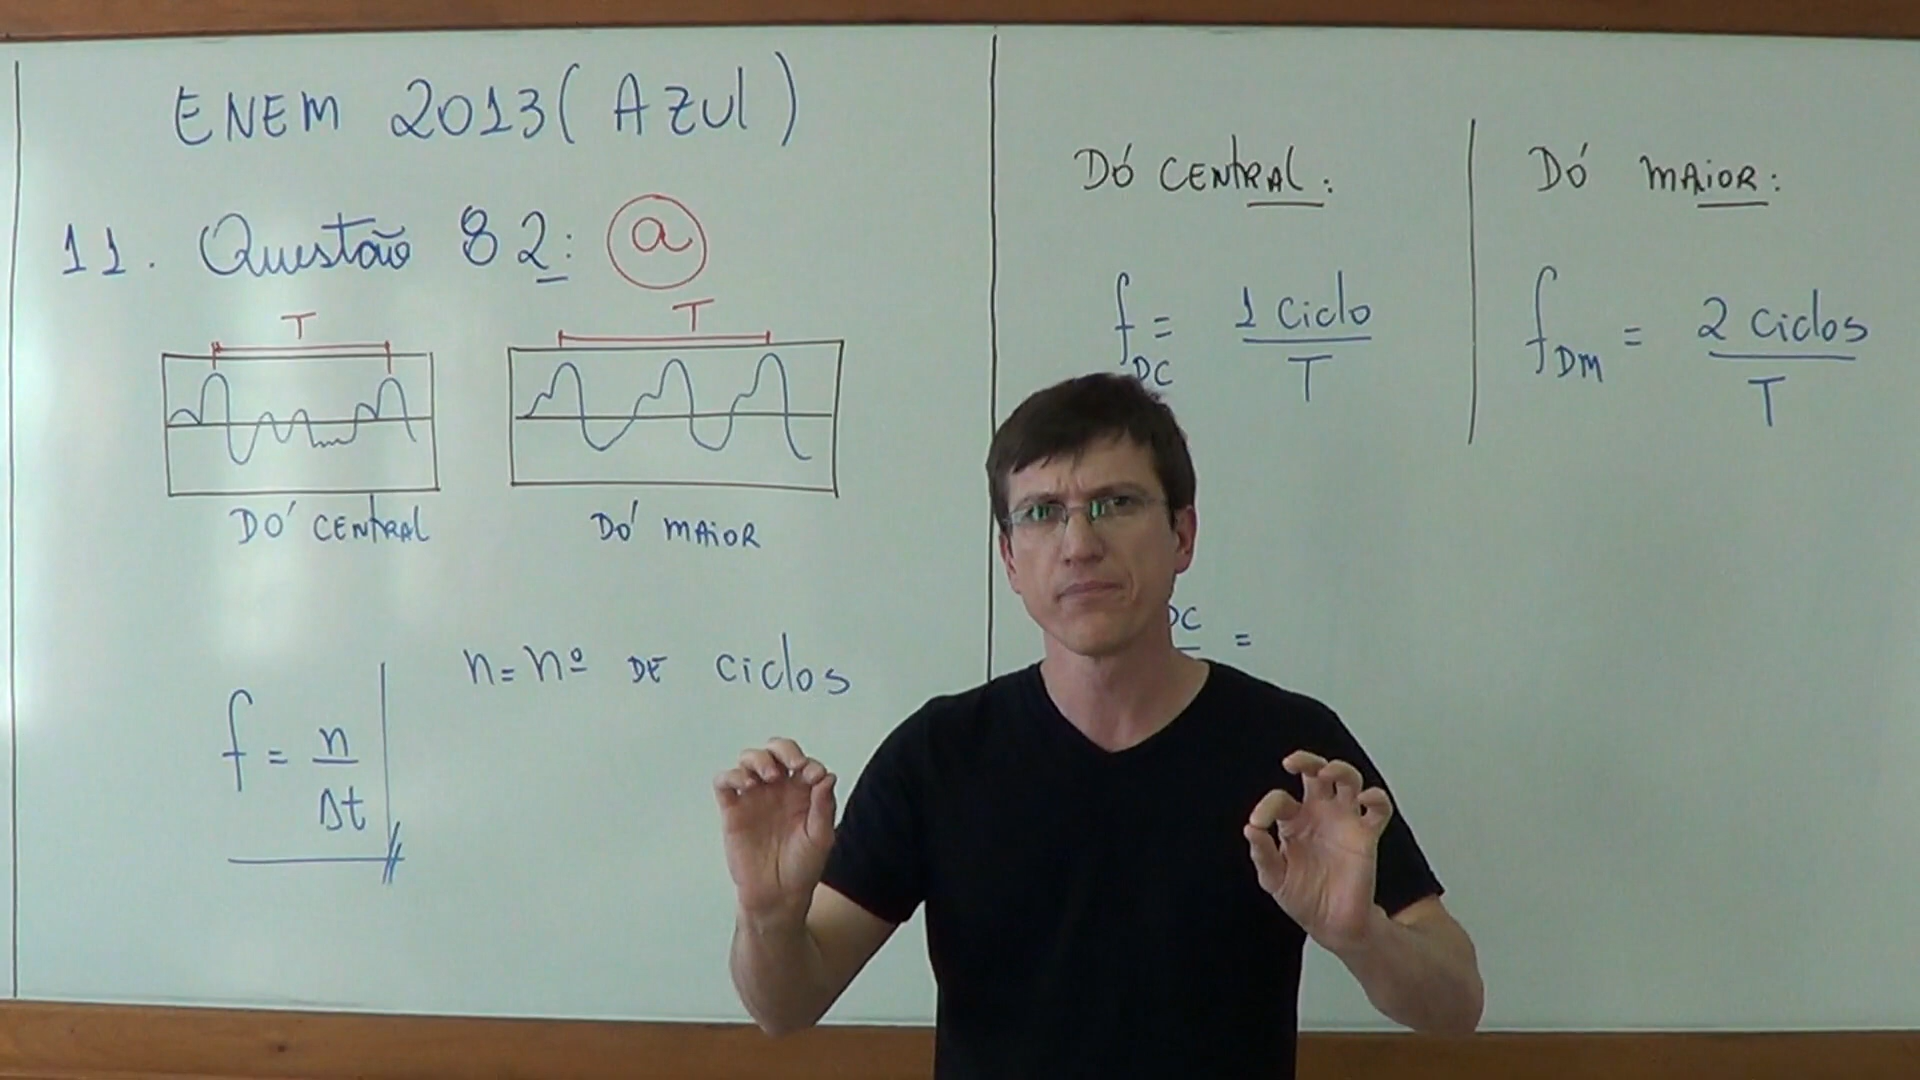 ENEM 2013 (AZUL)
11. Questão 82: a
T
T
DÓ CENTRAL
DÓ MAIOR
n = nº DE ciclos
f = n / Δt
DÓ CENTRAL:
f DC = 1 ciclo / T
DC =
DÓ MAIOR:
f DM = 2 ciclos / T